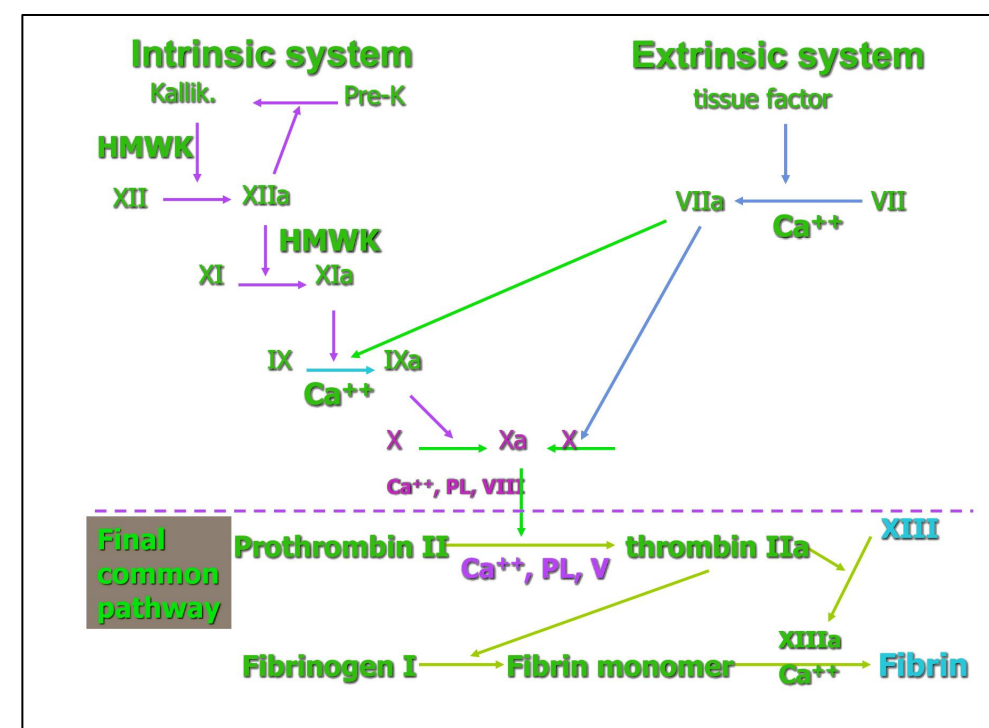 Intrinsic system
Extrinsic system
Kallik.
Pre-K
tissue factor
HMWK
XII
XIIa
VIIa
VII
Ca++
HMWK
XI
XIa
IX
IXa
Ca++
X
Xa
X
Ca++, PL, VIII
Final
common
pathway
Prothrombin II
thrombin IIa
XIII
Ca++, PL, V
Fibrinogen I
Fibrin monomer
XIIIa
Ca++
Fibrin